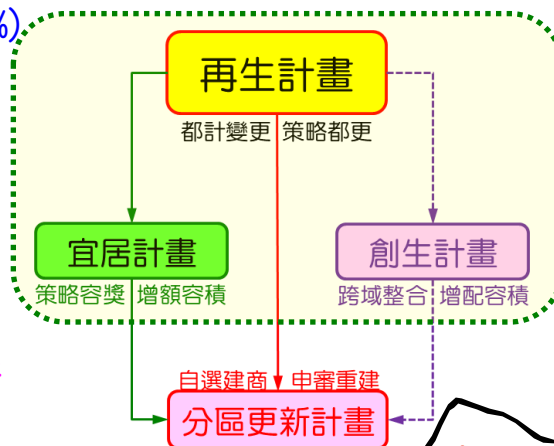 %)
再生計畫
都計變更 策略都更
宜居計畫
創生計畫
策略容獎 增額容積
跨域整合 增配容積
自選建商 申審重建
分區更新計畫